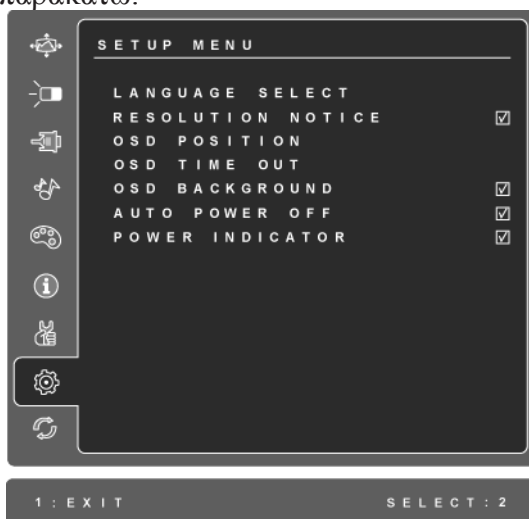 παρακάτω.
SETUP MENU
LANGUAGE SELECT
RESOLUTION NOTICE
OSD POSITION
OSD TIME OUT
OSD BACKGROUND
AUTO POWER OFF
POWER INDICATOR
1:EXIT SELECT:2